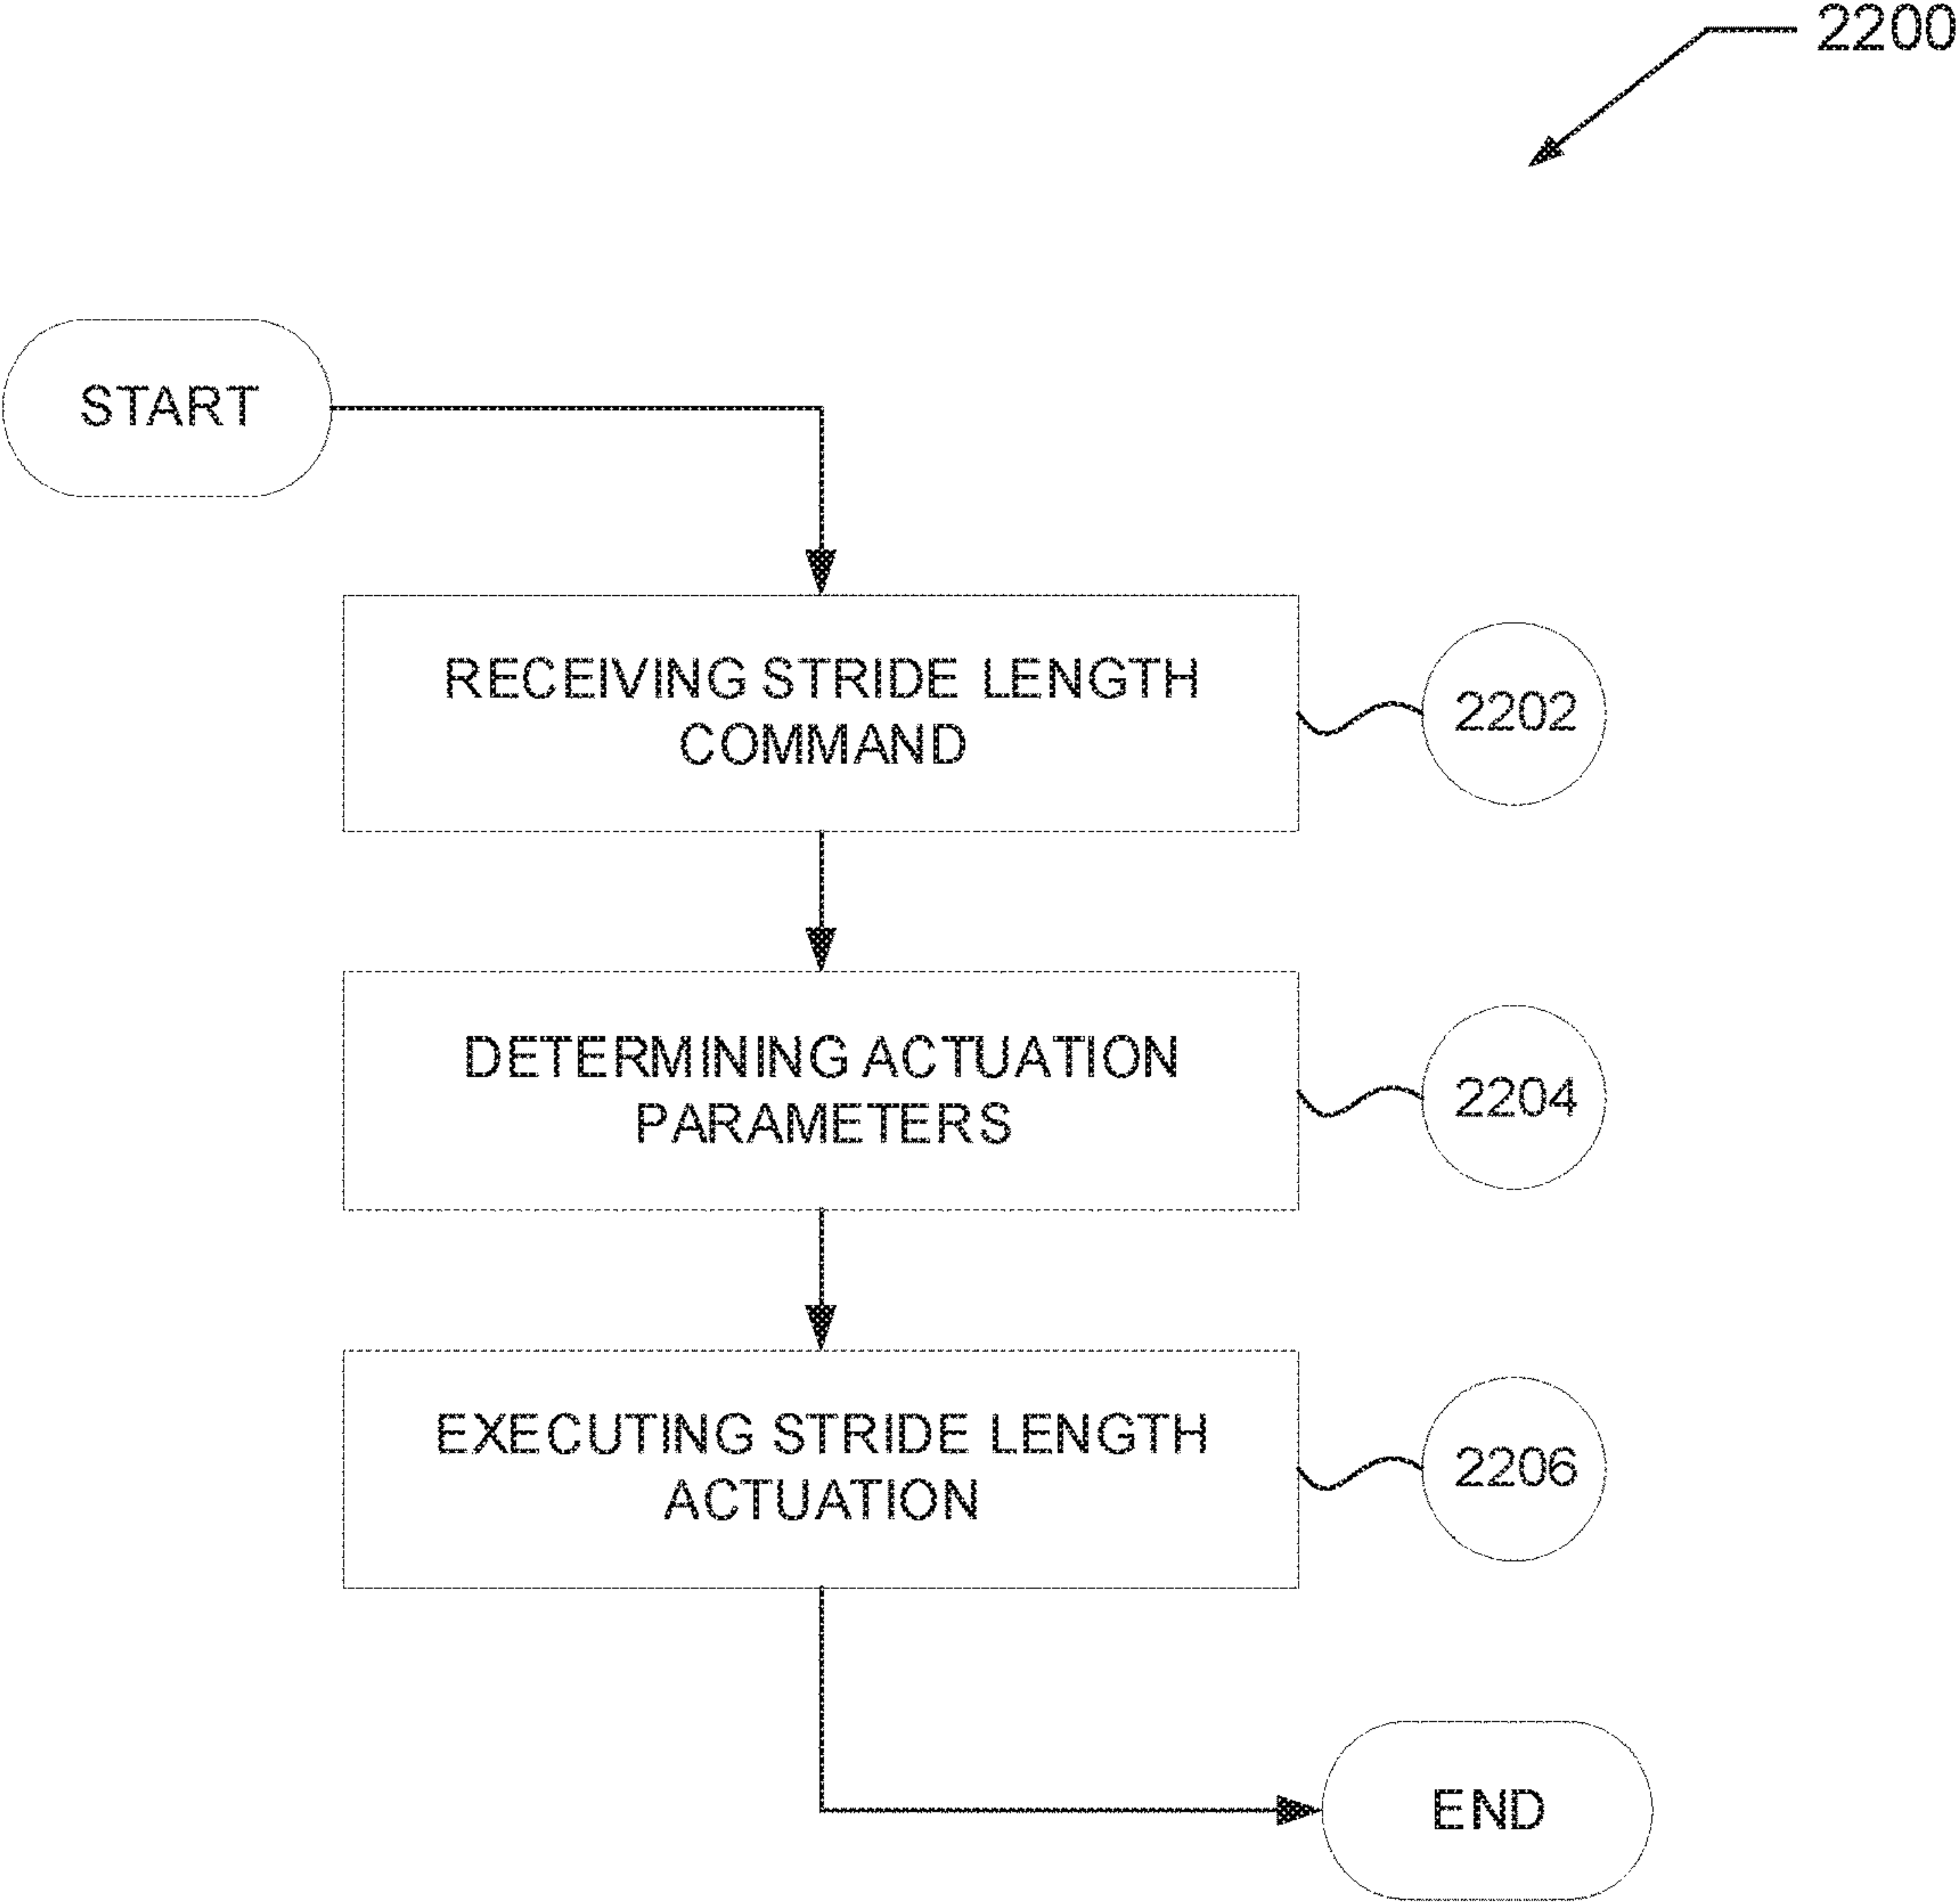 2200
START
RECEIVING STRIDE LENGTH
COMMAND
2202
DETERMINING ACTUATION
PARAMETERS
2204
EXECUTING STRIDE LENGTH
ACTUATION
2206
END